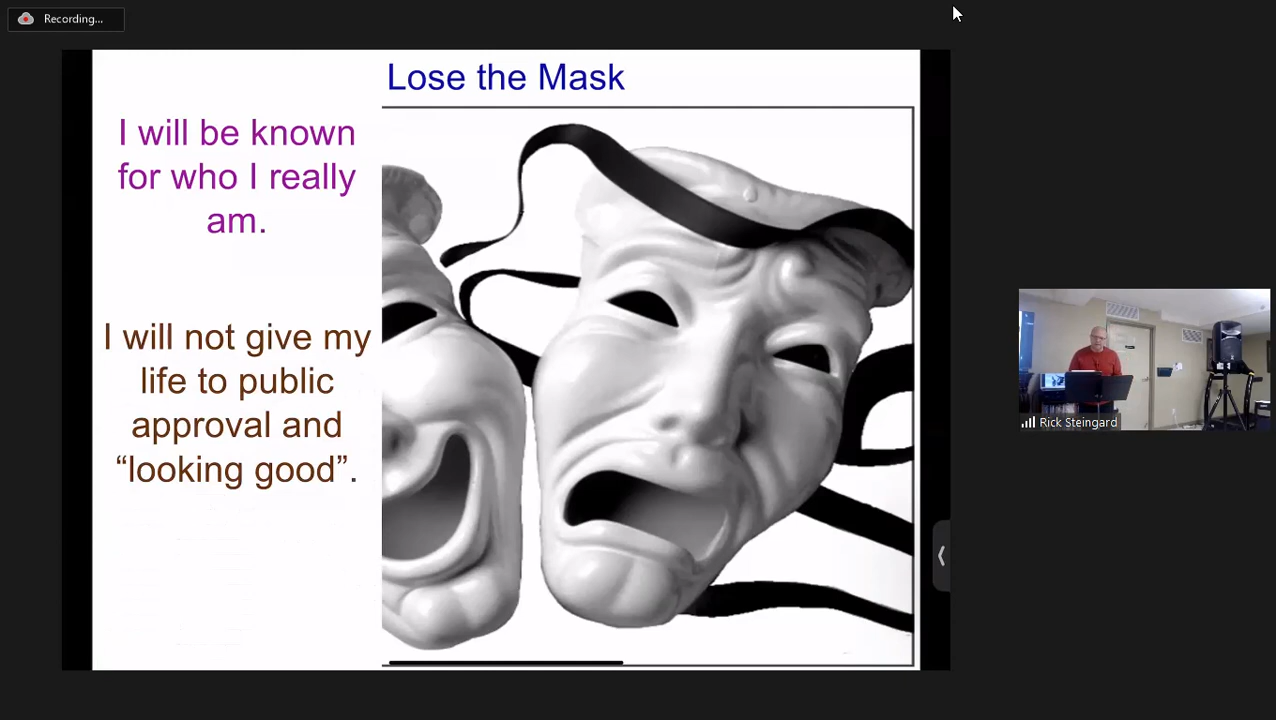 Recording...
Lose the Mask
I will be known
for who I really
am.
I will not give my
life to public
approval and
“looking good”.
Rick Steingard